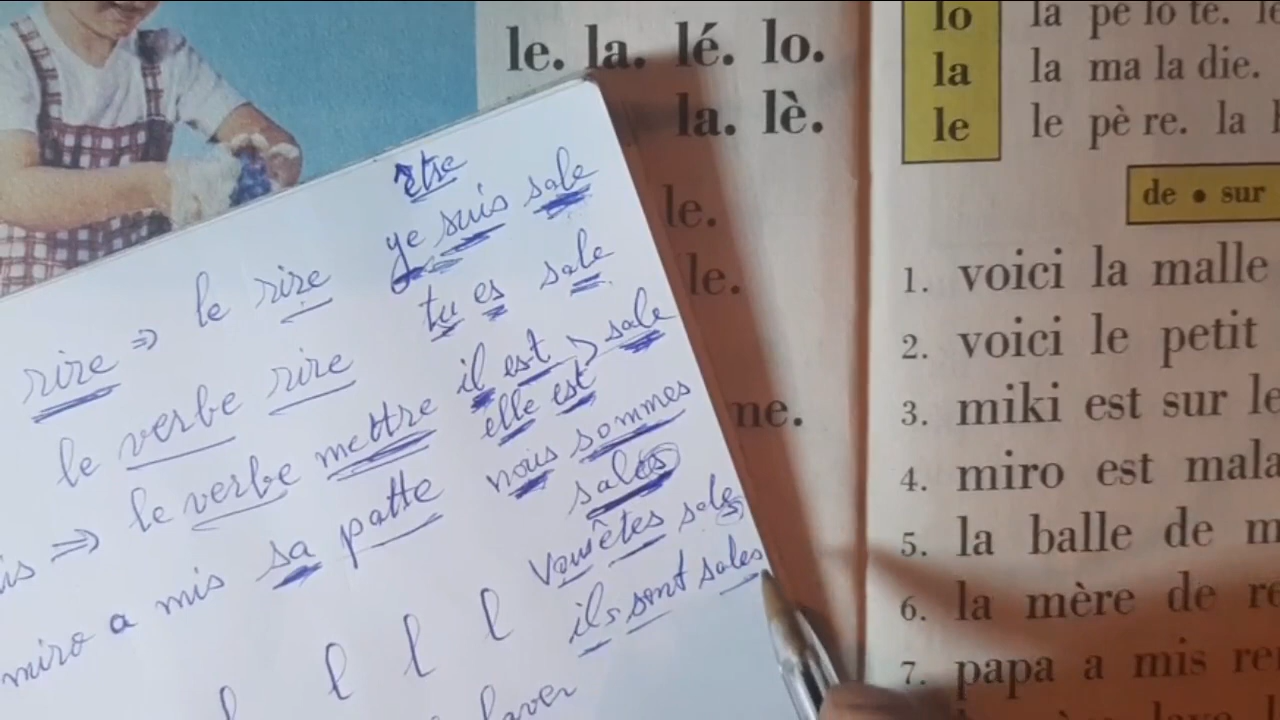 le. la. lé. lo.
la. lè.
le.
le.
me.
être
je suis sale
tu es sale
il est > sale
elle est
nous sommes
sales
vous êtes sales
ils sont sales
rire ⇒ le rire
le verbe rire
is ⇒ le verbe mettre
miro a mis sa patte
l l l l
laver
lo la pe lo te. le
la la ma la die.
le le pè re. la
de • sur
1. voici la malle
2. voici le petit
3. miki est sur le
4. miro est mala
5. la balle de m
6. la mère de re
7. papa a mis re